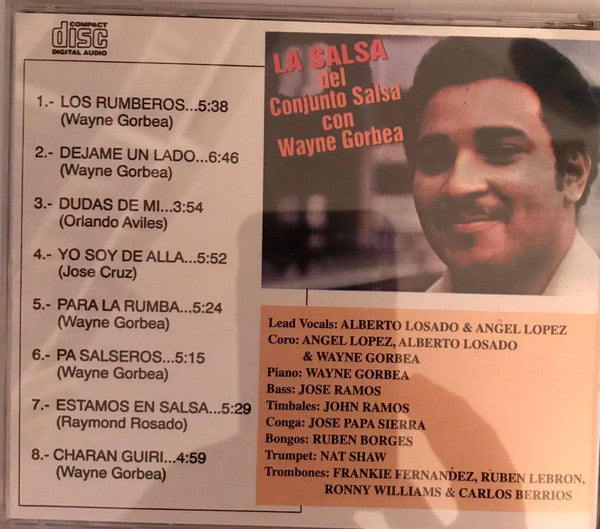 COMPACT
disc
DIGITAL AUDIO
1.- LOS RUMBEROS...5:38
(Wayne Gorbea)
2.- DEJAME UN LADO...6:46
(Wayne Gorbea)
3.- DUDAS DE MI...3:54
(Orlando Aviles)
4.- YO SOY DE ALLA...5:52
(Jose Cruz)
5.- PARA LA RUMBA...5:24
(Wayne Gorbea)
6.- PA SALSEROS...5:15
(Wayne Gorbea)
7.- ESTAMOS EN SALSA...5:29
(Raymond Rosado)
8.- CHARAN GUIRI...4:59
(Wayne Gorbea)
LA SALSA
del
Conjunto Salsa
con
Wayne Gorbea
Lead Vocals: ALBERTO LOSADO & ANGEL LOPEZ
Coro: ANGEL LOPEZ, ALBERTO LOSADO
& WAYNE GORBEA
Piano: WAYNE GORBEA
Bass: JOSE RAMOS
Timbales: JOHN RAMOS
Conga: JOSE PAPA SIERRA
Bongos: RUBEN BORGES
Trumpet: NAT SHAW
Trombones: FRANKIE FERNANDEZ, RUBEN LEBRON,
RONNY WILLIAMS & CARLOS BERRIOS